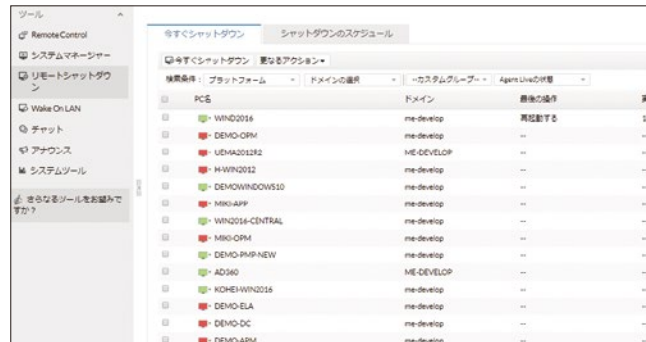 ツール
Remote Control
システムマネージャー
リモートシャットダウ
ン
Wake On LAN
チャット
アナウンス
システムツール
さらなるツールをお望みで
すか？
今すぐシャットダウン シャットダウンのスケジュール
今すぐシャットダウン 更なるアクション
検索条件： プラットフォーム ドメインの選択 --カスタムグループ-- Agent Liveの状態
PC名 ドメイン 最後の操作
WIND2016 me-develop 再起動する
DEMO-OPM me-develop --
UEMA2012R2 ME-DEVELOP --
H-WIN2012 me-develop --
DEMOWINDOWS10 me-develop --
MIKI-APP me-develop --
WIN2016-CENTRAL me-develop --
MIKI-OPM me-develop --
DEMO-PMP-NEW me-develop --
AD360 ME-DEVELOP --
KOHEI-WIN2016 me-develop --
DEMO-ELA me-develop --
DEMO-DC me-develop --
DEMO-APM me-develop --